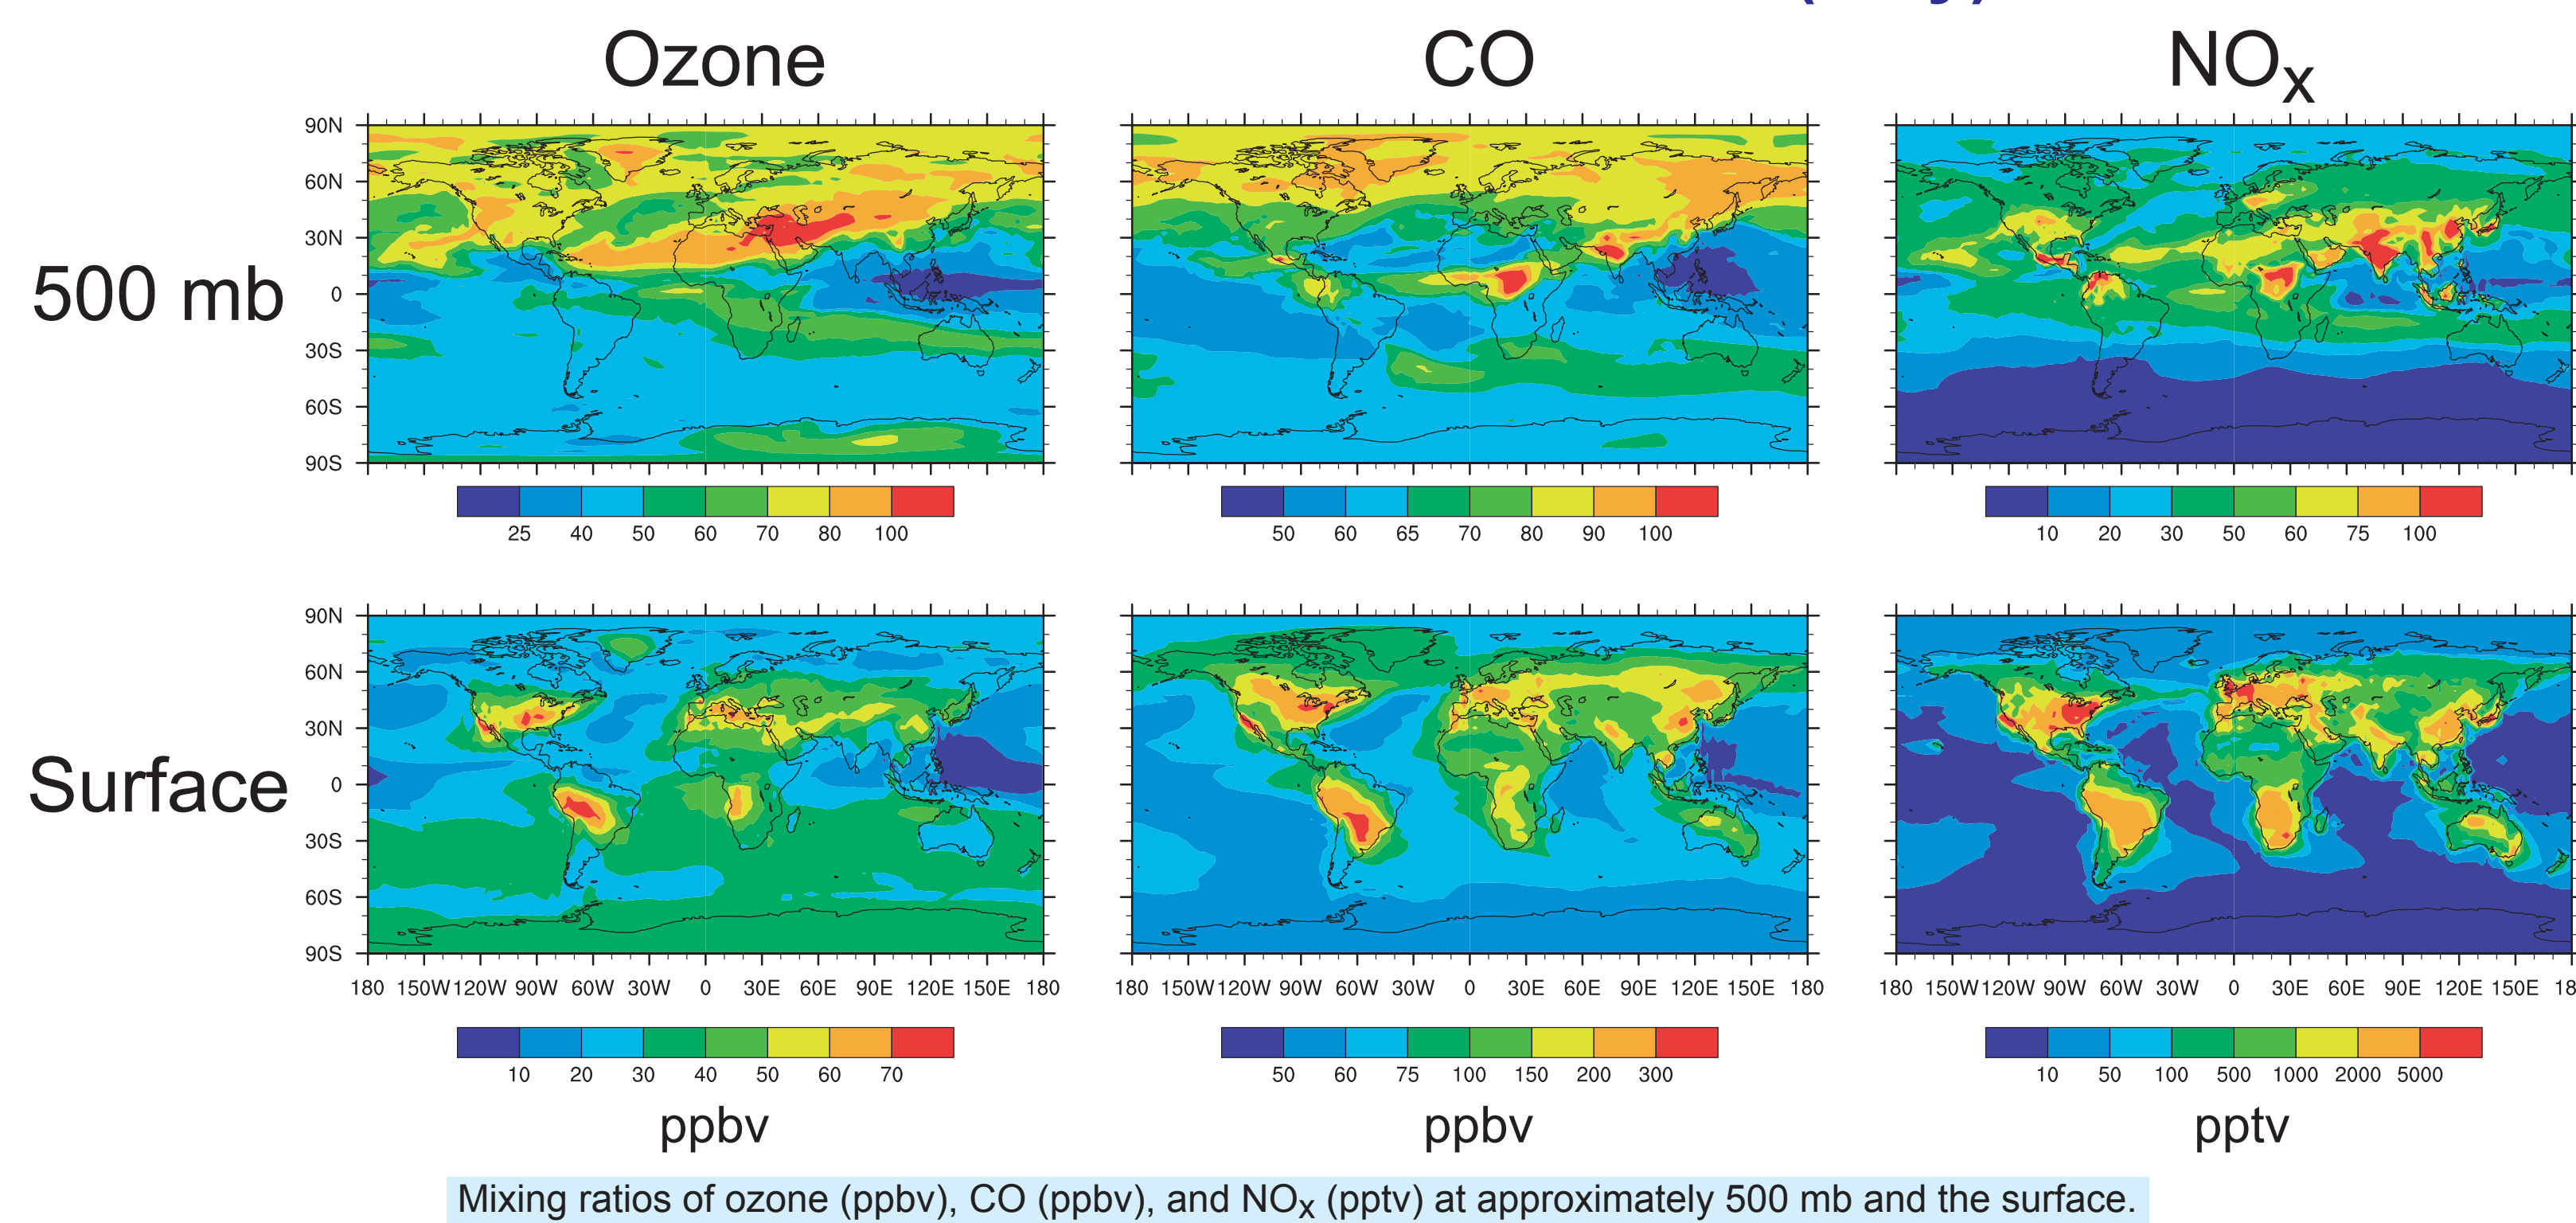 Ozone CO NOx
90N
60N
30N
500 mb
0
30S
60S
90S
25 40 50 60 70 80 100
50 60 65 70 80 90 100
10 20 30 50 60 75 100
90N
60N
30N
Surface
0
30S
60S
90S
180 150W 120W 90W 60W 30W 0 30E 60E 90E 120E 150E 180
180 150W 120W 90W 60W 30W 0 30E 60E 90E 120E 150E 180
180 150W 120W 90W 60W 30W 0 30E 60E 90E 120E 150E 18
10 20 30 40 50 60 70
50 60 75 100 150 200 300
10 50 100 500 1000 2000 5000
ppbv ppbv pptv
Mixing ratios of ozone (ppbv), CO (ppbv), and NOx (pptv) at approximately 500 mb and the surface.